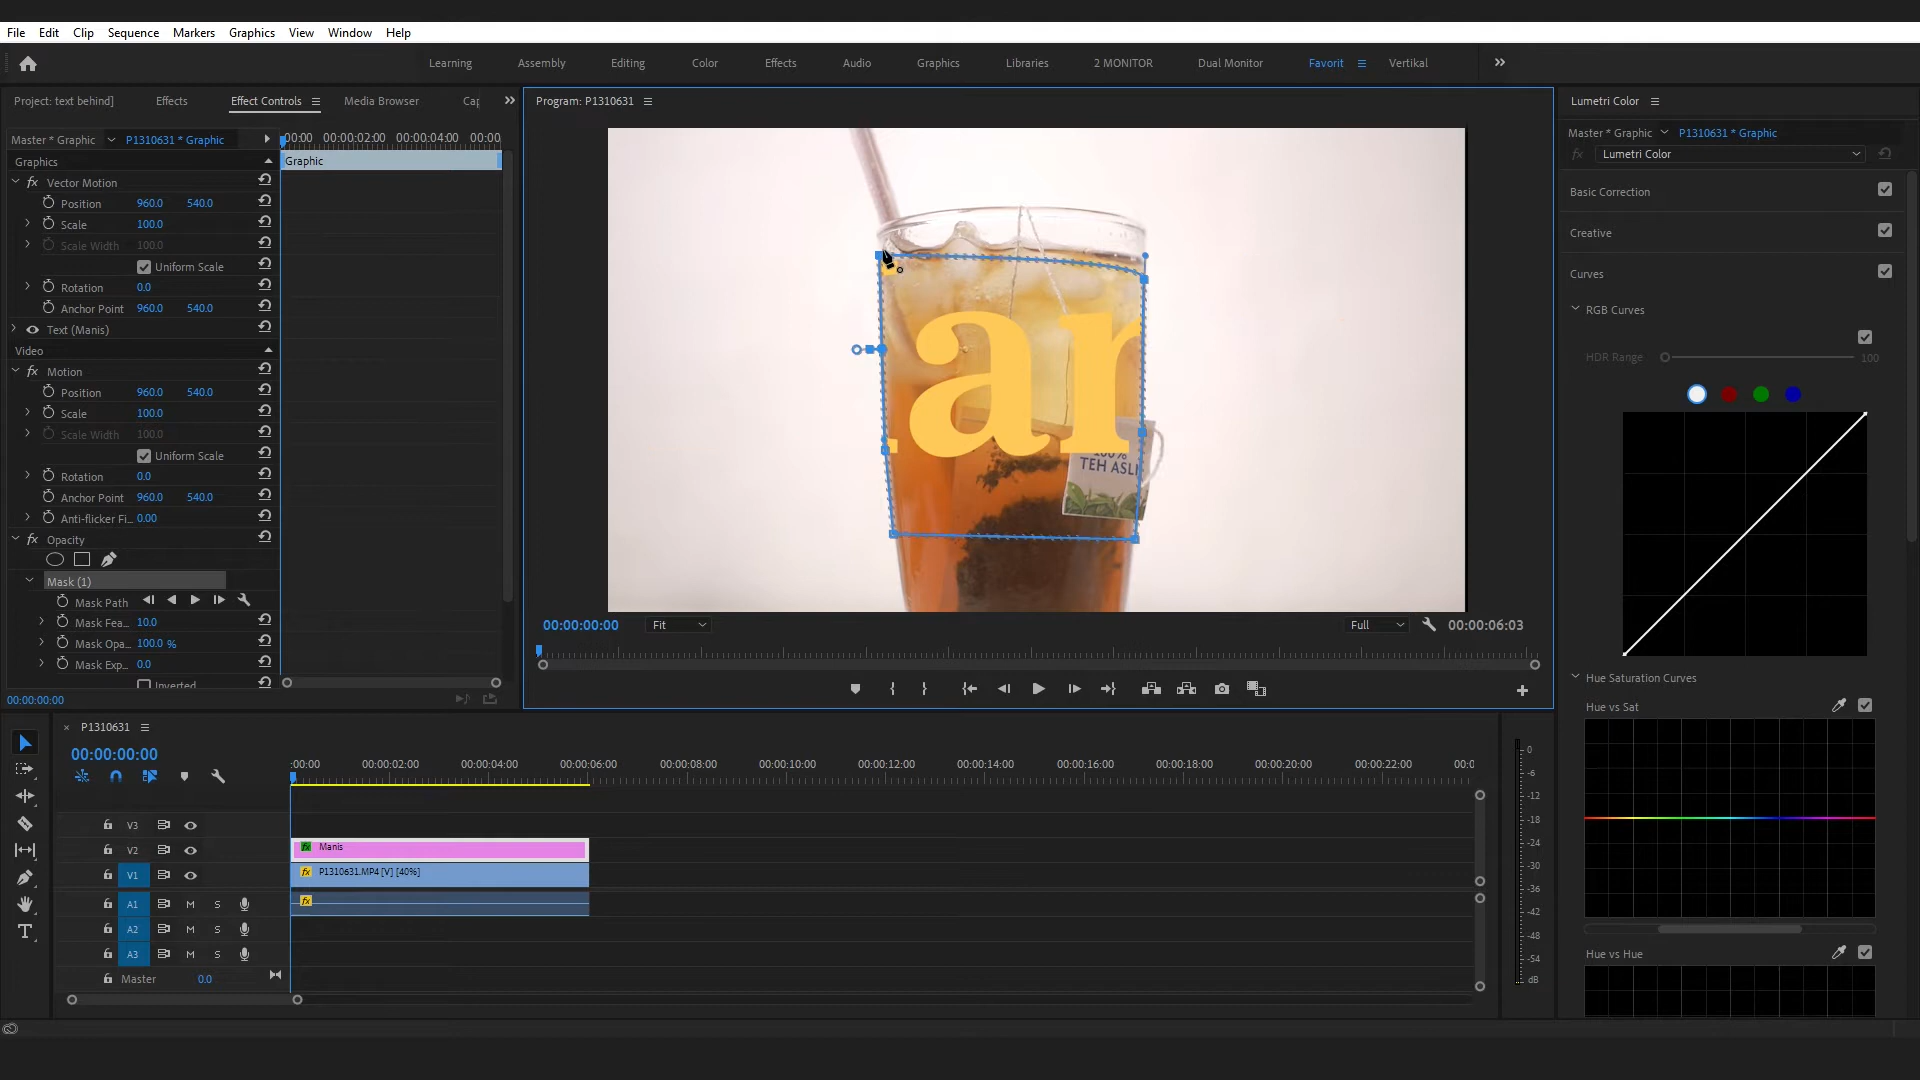 File Edit Clip Sequence Markers Graphics View Window Help
Learning Assembly Editing Color Effects Audio Graphics Libraries 2 MONITOR Dual Monitor Favorit Vertikal
Project: text behind] Effects Effect Controls Media Browser
Master * Graphic P1310631 * Graphic
00:00 00:00:02:00 00:00:04:00 00:00
Graphics
Graphic
Vector Motion
Position 960.0 540.0
Scale 100.0
Scale Width 100.0
Uniform Scale
Rotation 0.0
Anchor Point 960.0 540.0
Text (Manis)
Video
Motion
Position 960.0 540.0
Scale 100.0
Scale Width 100.0
Uniform Scale
Rotation 0.0
Anchor Point 960.0 540.0
Anti-flicker Fi... 0.00
Opacity
Mask (1)
Mask Path
Mask Fea... 10.0
Mask Opa... 100.0 %
Mask Exp... 0.0
Inverted
00:00:00:00
Program: P1310631
a
100%
TEH ASLI
00:00:00:00 Fit Full 00:00:06:03
Lumetri Color
Master * Graphic P1310631 * Graphic
fx Lumetri Color
Basic Correction
Creative
Curves
RGB Curves
HDR Range 100
Hue Saturation Curves
Hue vs Sat
Hue vs Hue
× P1310631
00:00:00:00
:00:00 00:00:02:00 00:00:04:00 00:00:06:00 00:00:08:00 00:00:10:00 00:00:12:00 00:00:14:00 00:00:16:00 00:00:18:00 00:00:20:00 00:00:22:00 00:0
V3
V2 fx Manis
V1 fx P1310631.MP4 [V] [40%]
A1 M S fx
A2 M S
A3 M S
Master 0.0
0
-6
-12
-18
-24
-30
-36
-42
-48
-54
dB